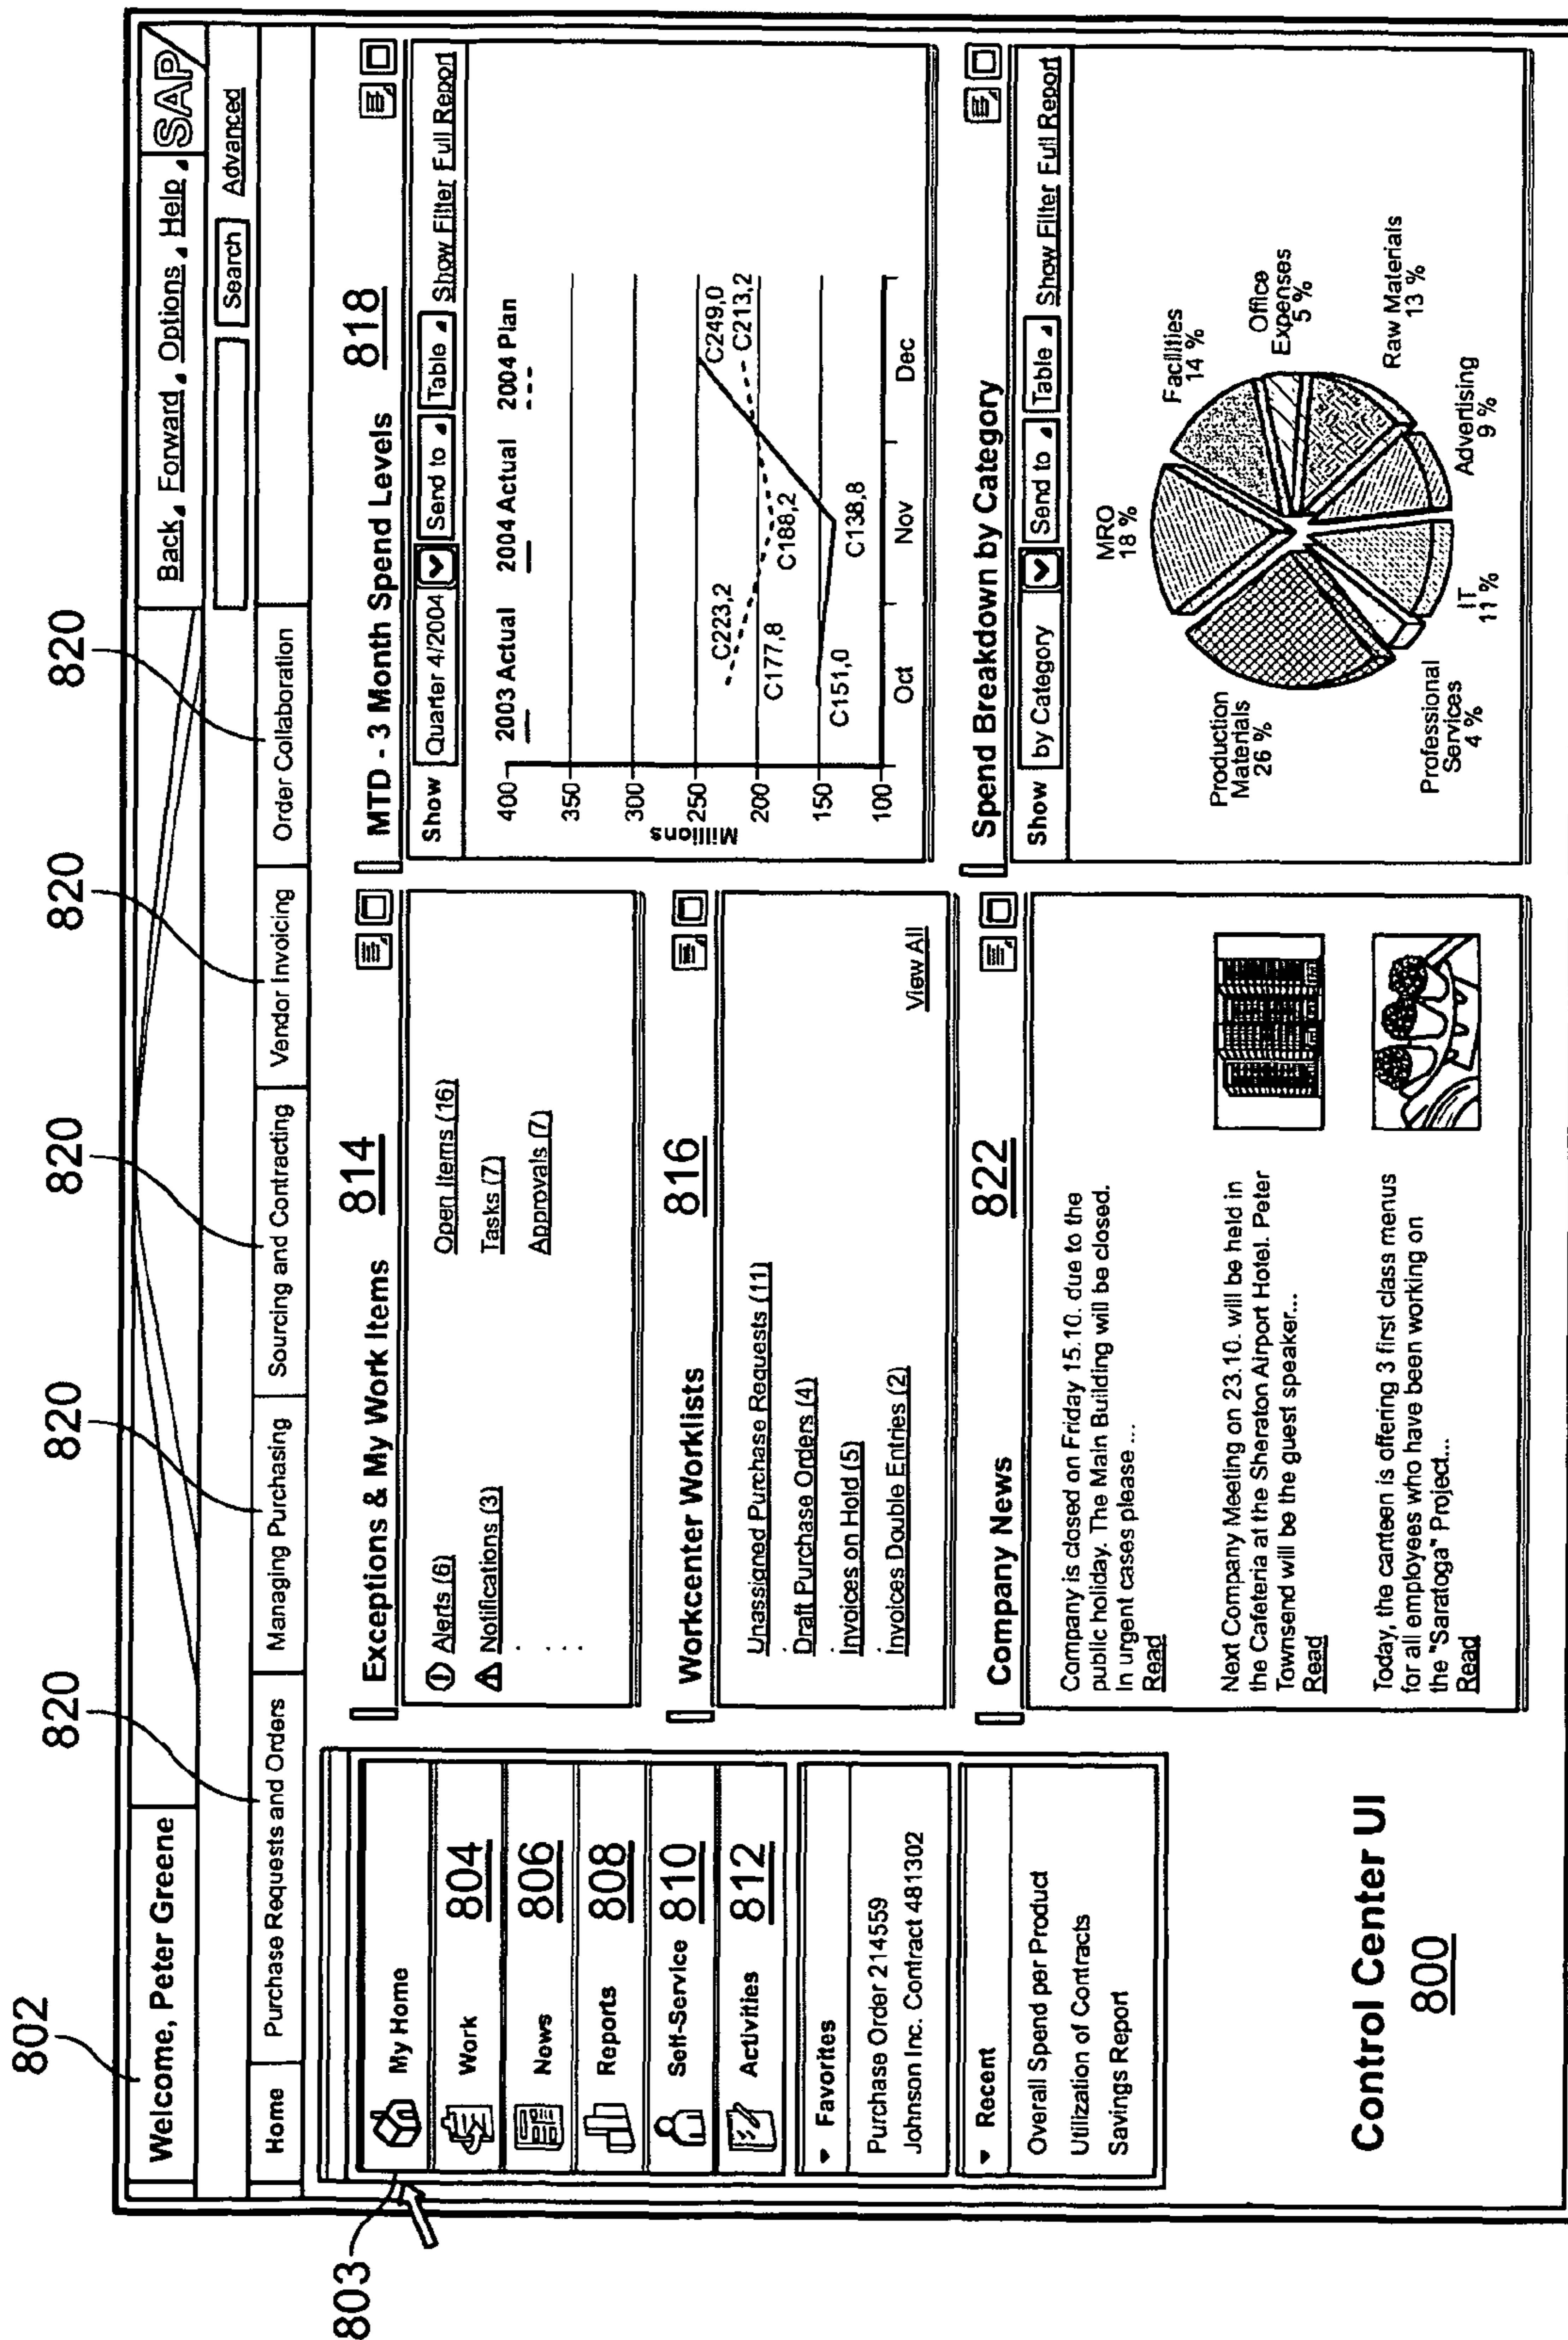 802
820
820
820
820
820
Welcome, Peter Greene
Back Forward Options Help
SAP
Search
Advanced
Home
Purchase Requests and Orders
Managing Purchasing
Sourcing and Contracting
Vendor Invoicing
Order Collaboration
803
My Home
Work
804
News
806
Reports
808
Self-Service
810
Activities
812
Favorites
Purchase Order 214559
Johnson Inc. Contract 481302
Recent
Overall Spend per Product
Utilization of Contracts
Savings Report
Control Center UI
800
Exceptions & My Work Items
814
Alerts (6)
Notifications (3)
Open Items (16)
Tasks (7)
Approvals (7)
Workcenter Worklists
816
Unassigned Purchase Requests (11)
Draft Purchase Orders (4)
Invoices on Hold (5)
Invoices Double Entries (2)
View All
Company News
822
Company is closed on Friday 15.10. due to the
public holiday. The Main Building will be closed.
In urgent cases please ...
Read
Next Company Meeting on 23.10. will be held in
the Cafeteria at the Sheraton Airport Hotel. Peter
Townsend will be the guest speaker...
Read
Today, the canteen is offering 3 first class menus
for all employees who have been working on
the "Saratoga" Project...
Read
MTD - 3 Month Spend Levels
818
Show Quarter 4/2004 Send to Table Show Filter Full Report
2003 Actual 2004 Actual 2004 Plan
Millions
400
350
300
250
200
150
100
C223,2
C177,8
C151,0
C188,2
C138,8
C249,0
C213,2
Oct Nov Dec
Spend Breakdown by Category
Show by Category Send to Table Show Filter Full Report
Production
Materials
26 %
MRO
18 %
Facilities
14 %
Office
Expenses
5 %
Raw Materials
13 %
Advertising
9 %
IT
11 %
Professional
Services
4 %